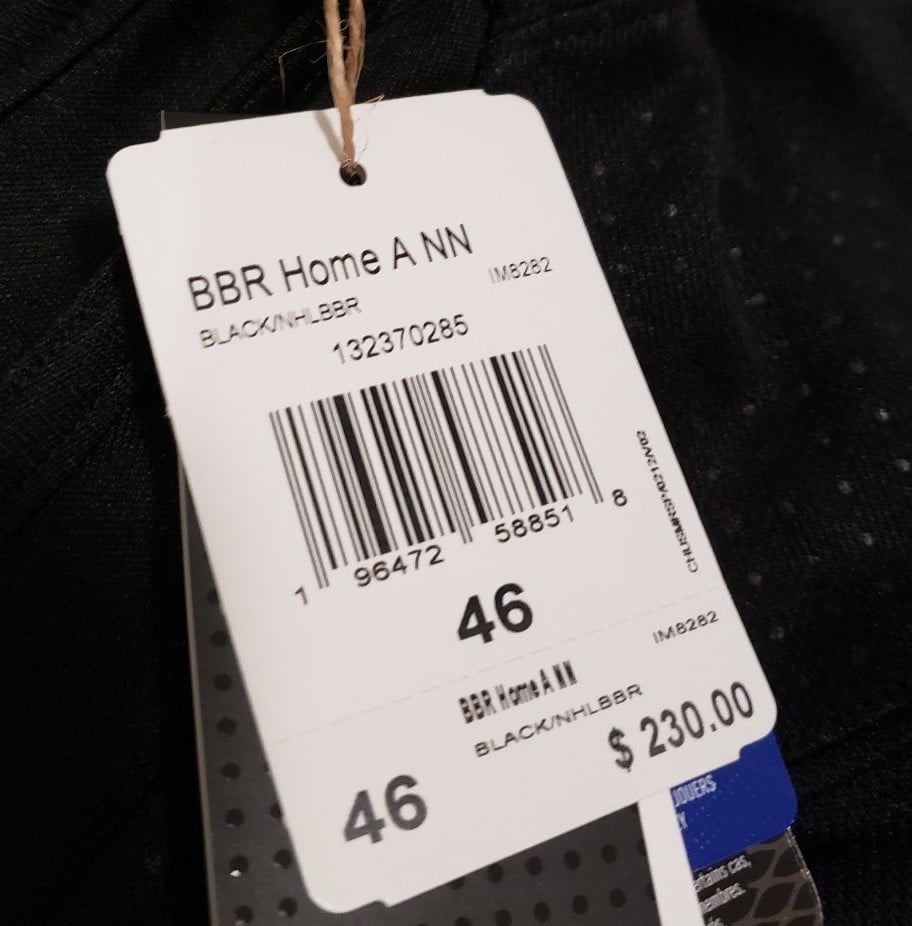 BBR Home A NN
IM8282
BLACK/NHLBBR
132370285
1 96472 58851 8
46
IM8282
BBR Home A NN
BLACK/NHLBBR
$ 230.00
46
JOUERS